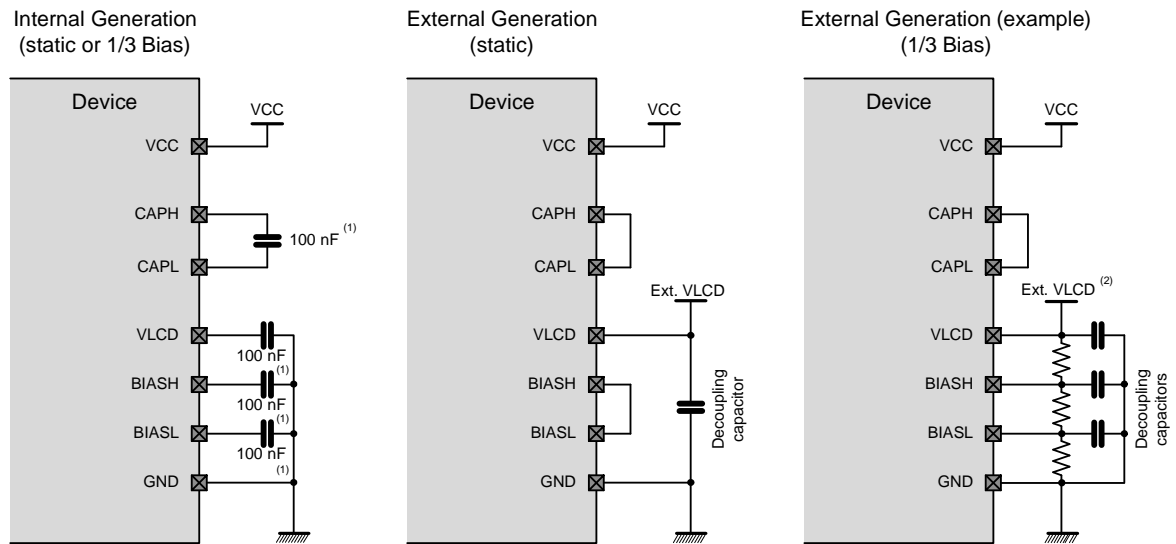 Internal Generation
(static or 1/3 Bias)
Device
VCC
VCC
CAPH
100 nF (1)
CAPL
VLCD
100 nF (1)
BIASH
100 nF (1)
BIASL
100 nF (1)
GND
External Generation
(static)
Device
VCC
VCC
CAPH
CAPL
Ext. VLCD
VLCD
BIASH
Decoupling
capacitor
BIASL
GND
External Generation (example)
(1/3 Bias)
Device
VCC
VCC
CAPH
CAPL
Ext. VLCD (2)
VLCD
BIASH
Decoupling
capacitors
BIASL
GND